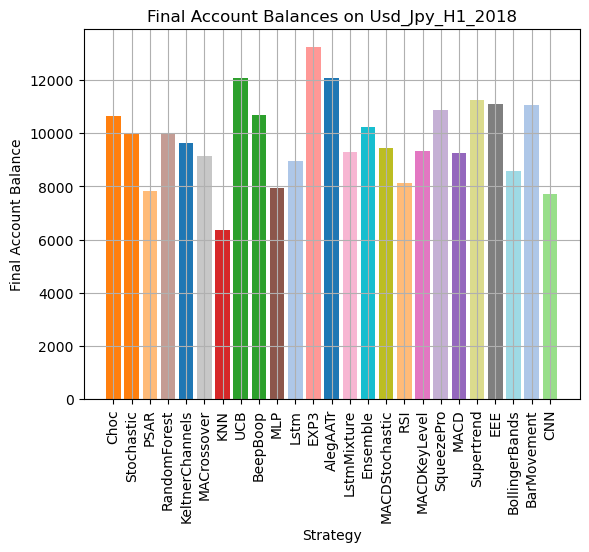 Final Account Balances on Usd_Jpy_H1_2018
Final Account Balance
12000
10000
8000
6000
4000
2000
0
Choc
Stochastic
PSAR
RandomForest
KeltnerChannels
MACrossover
KNN
UCB
BeepBoop
MLP
Lstm
EXP3
AlegAATr
LstmMixture
Ensemble
MACDStochastic
RSI
MACDKeyLevel
SqueezePro
MACD
Supertrend
EEE
BollingerBands
BarMovement
CNN
Strategy